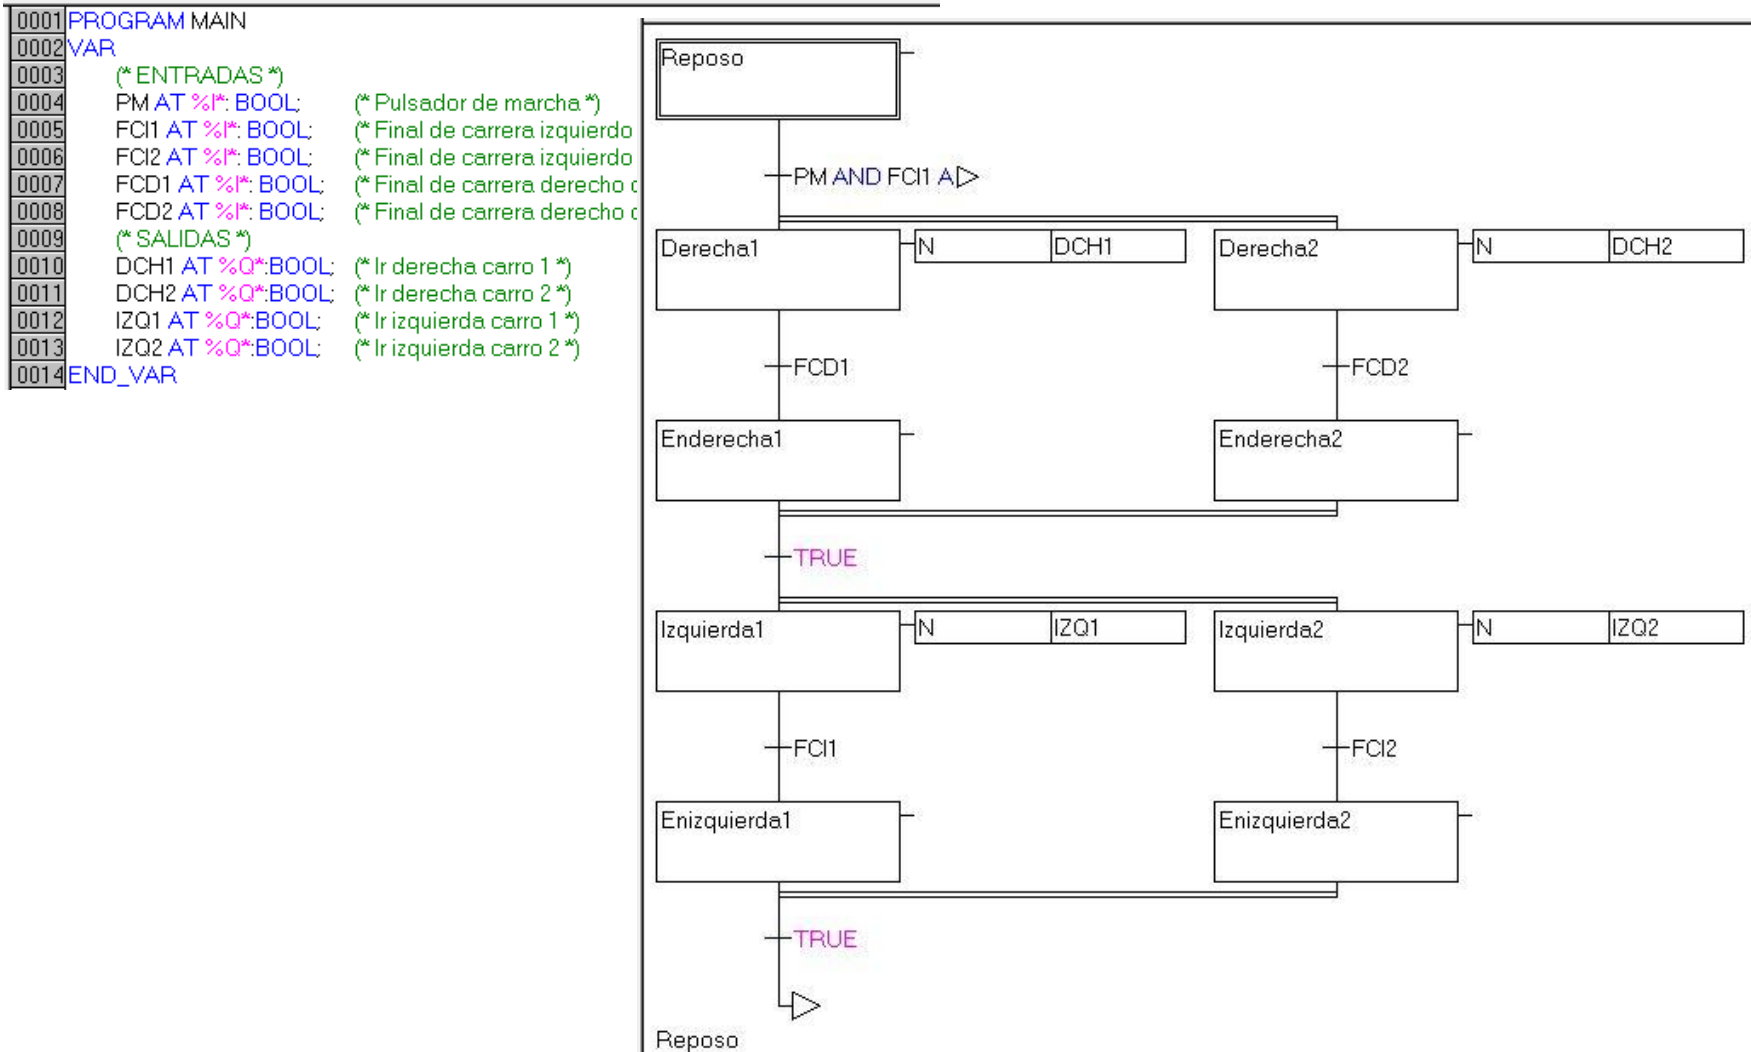 0001 PROGRAM MAIN
0002 VAR
0003 (* ENTRADAS *)
0004 PM AT %I*: BOOL; (* Pulsador de marcha *)
0005 FCI1 AT %I*: BOOL; (* Final de carrera izquierdo
0006 FCI2 AT %I*: BOOL; (* Final de carrera izquierdo
0007 FCD1 AT %I*: BOOL; (* Final de carrera derecho
0008 FCD2 AT %I*: BOOL; (* Final de carrera derecho
0009 (* SALIDAS *)
0010 DCH1 AT %Q*:BOOL; (* Ir derecha carro 1 *)
0011 DCH2 AT %Q*:BOOL; (* Ir derecha carro 2 *)
0012 IZQ1 AT %Q*:BOOL; (* Ir izquierda carro 1 *)
0013 IZQ2 AT %Q*:BOOL; (* Ir izquierda carro 2 *)
0014 END_VAR
Reposo
PM AND FCI1 A
Derecha1 N DCH1 Derecha2 N DCH2
FCD1 FCD2
Enderecha1 Enderecha2
TRUE
Izquierda1 N IZQ1 Izquierda2 N IZQ2
FCI1 FCI2
Enizquierda1 Enizquierda2
TRUE
Reposo